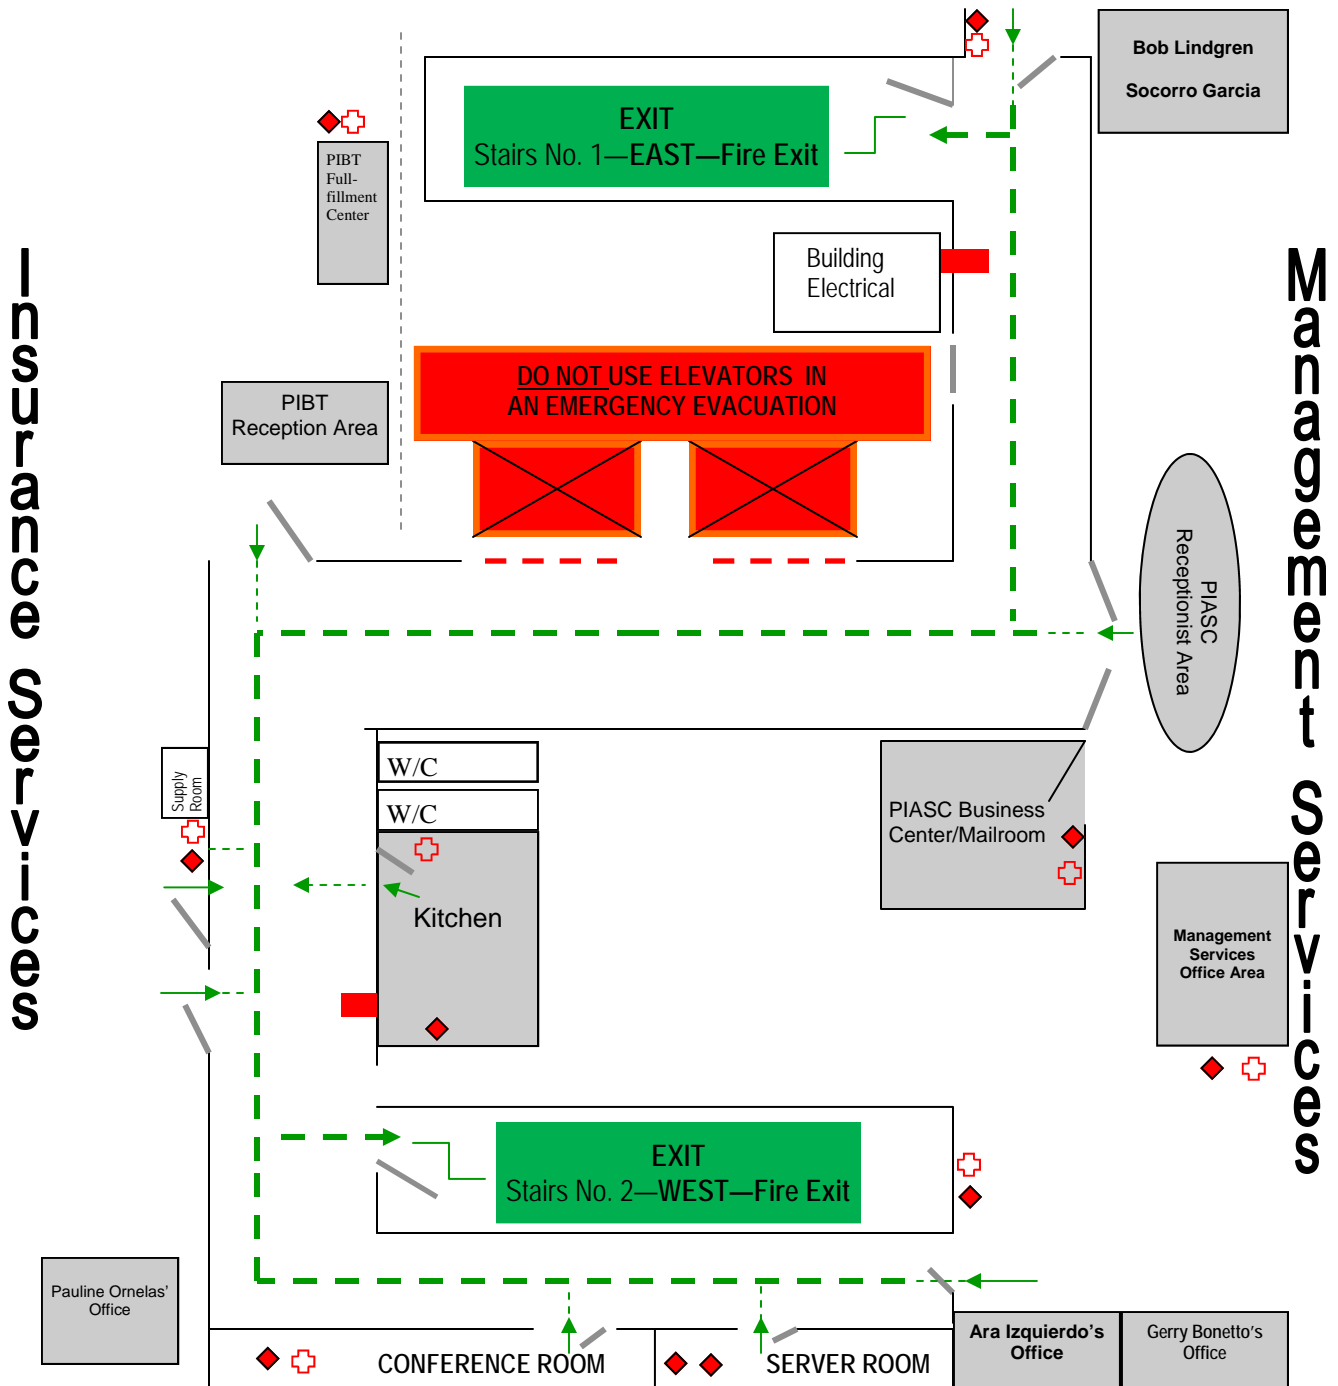 Bob Lindgren
Socorro Garcia
EXIT
Stairs No. 1—EAST—Fire Exit
PIBT
Full-
fillment
Center
Building
Electrical
Insurance Services
Management Services
DO NOT USE ELEVATORS IN
AN EMERGENCY EVACUATION
PIBT
Reception Area
PIASC
Receptionist Area
W/C
W/C
Supply
Room
PIASC Business
Center/Mailroom
Kitchen
Management
Services
Office Area
EXIT
Stairs No. 2—WEST—Fire Exit
Pauline Ornelas'
Office
CONFERENCE ROOM
SERVER ROOM
Ara Izquierdo's
Office
Gerry Bonetto's
Office